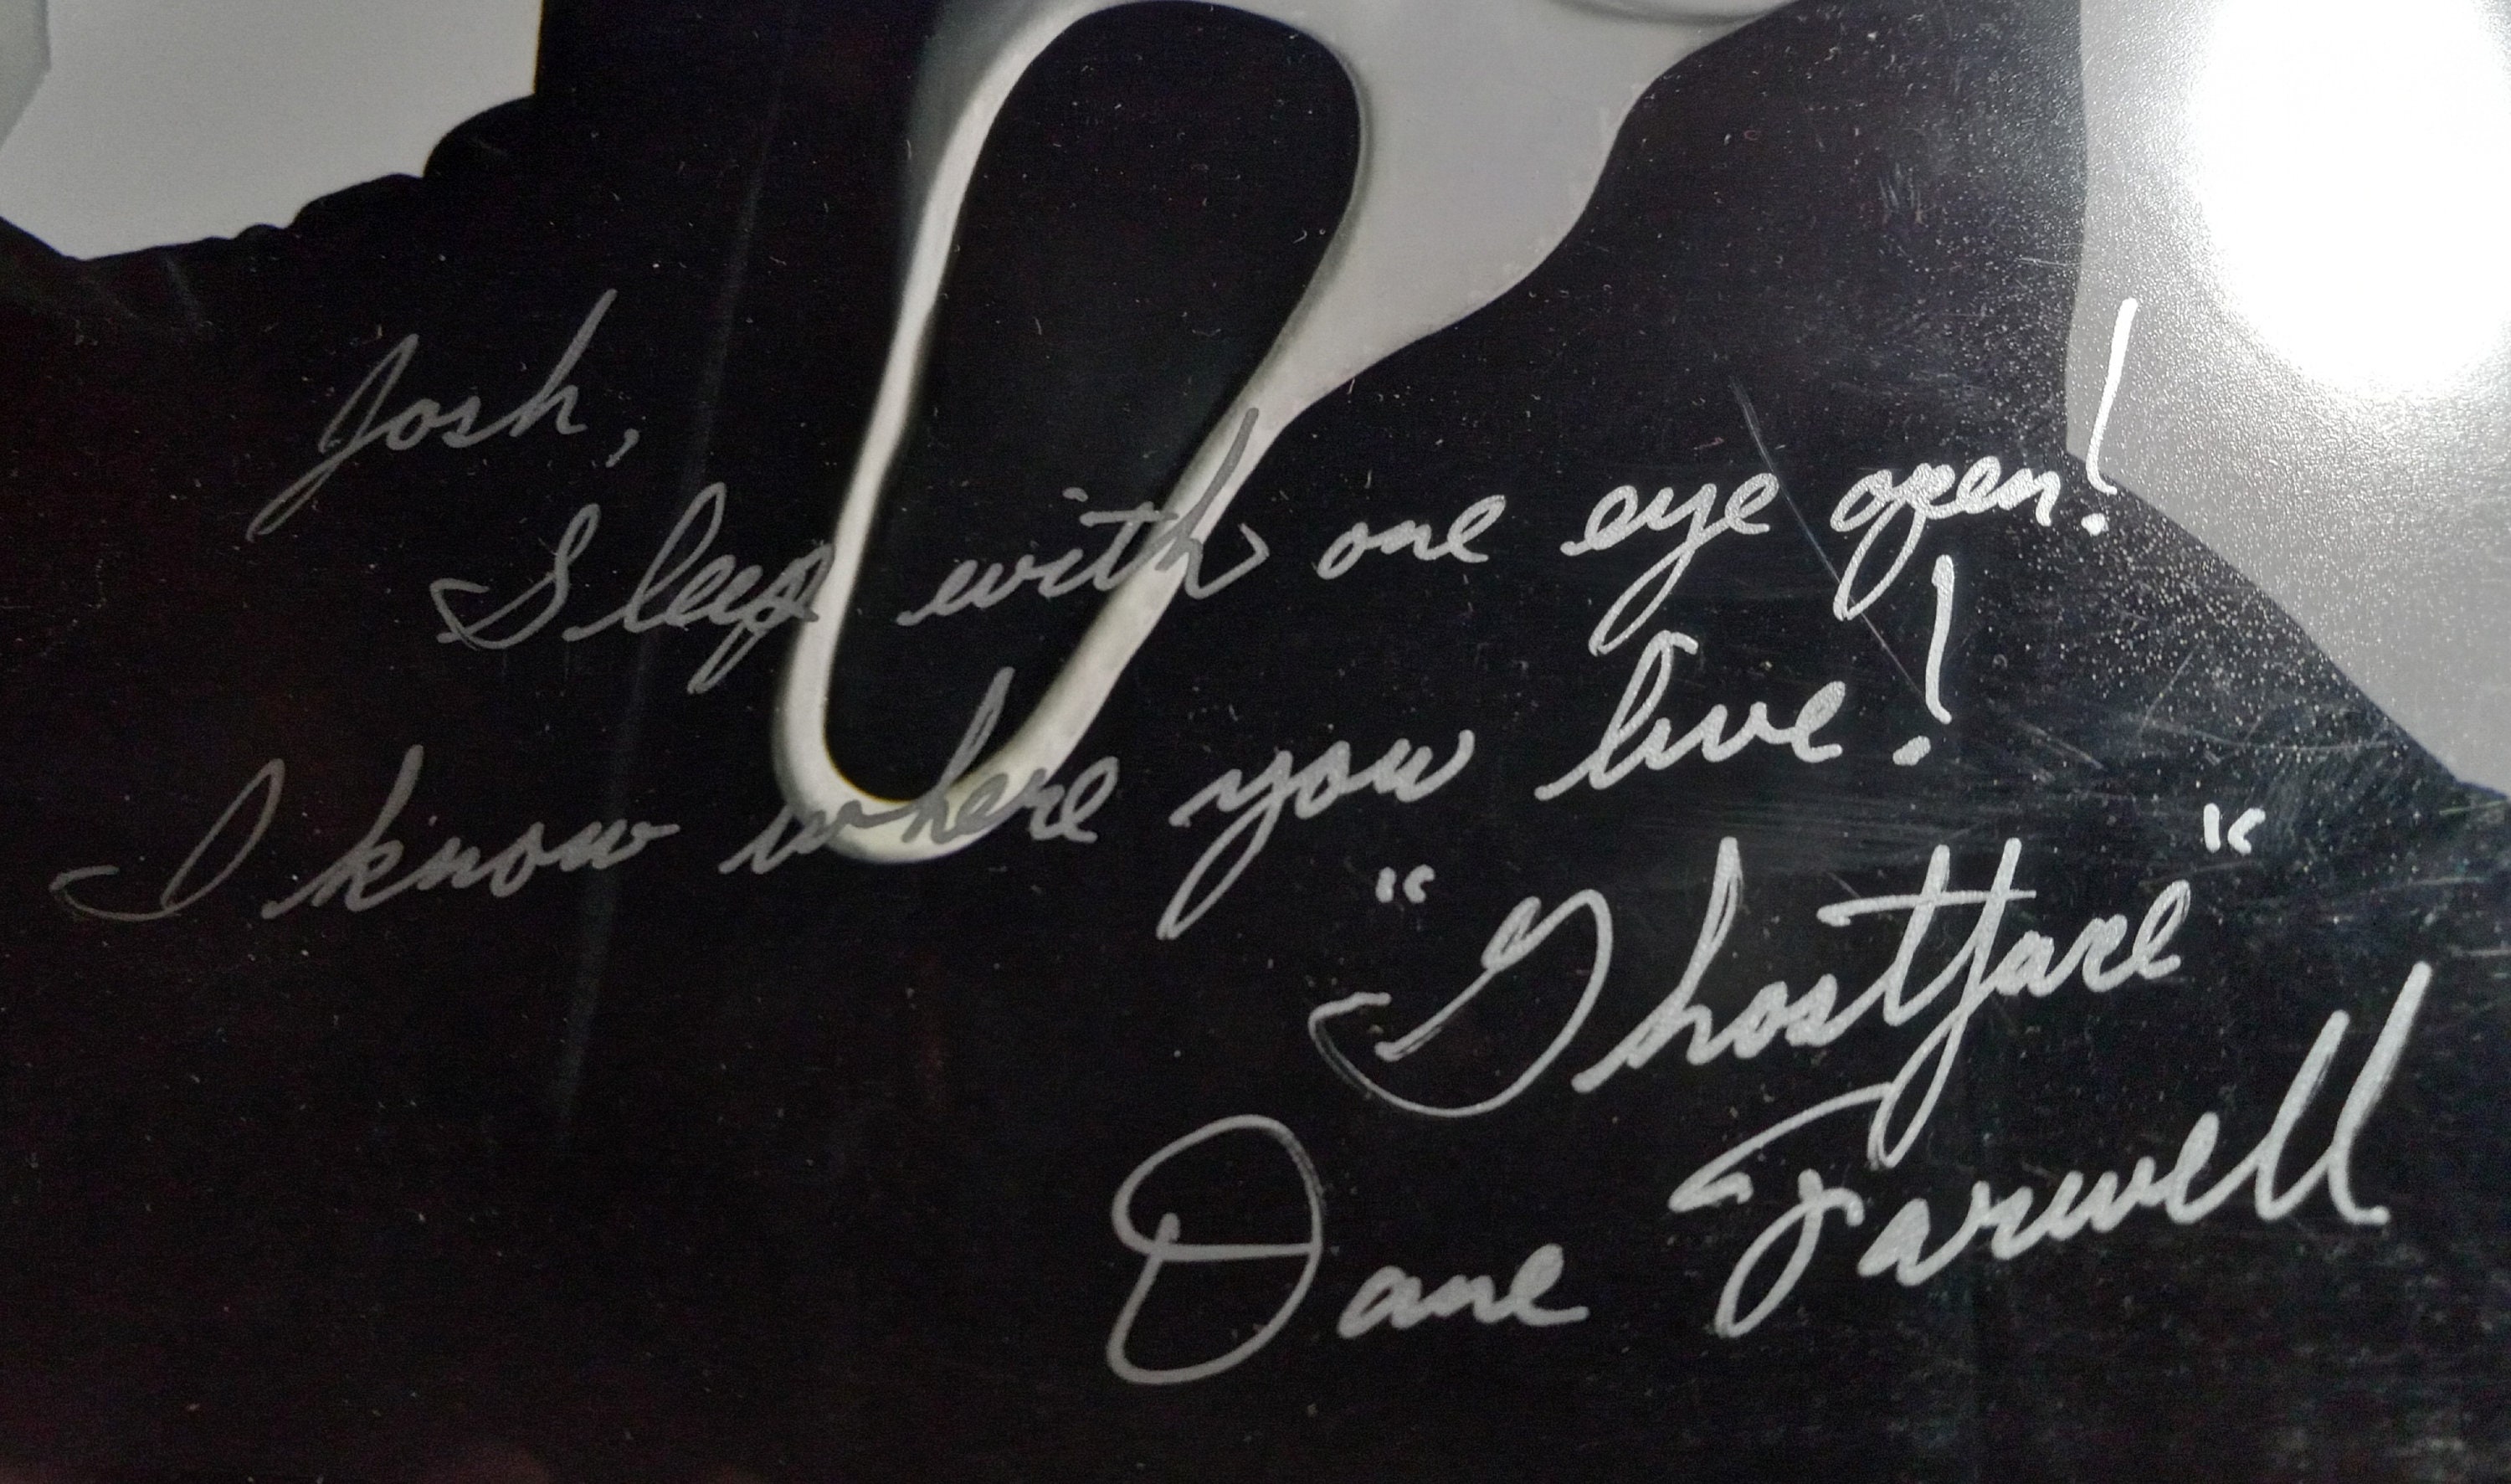 Josh,
Sleep with one eye open!
I know where you live!
"Ghostface"
Dane Farwell